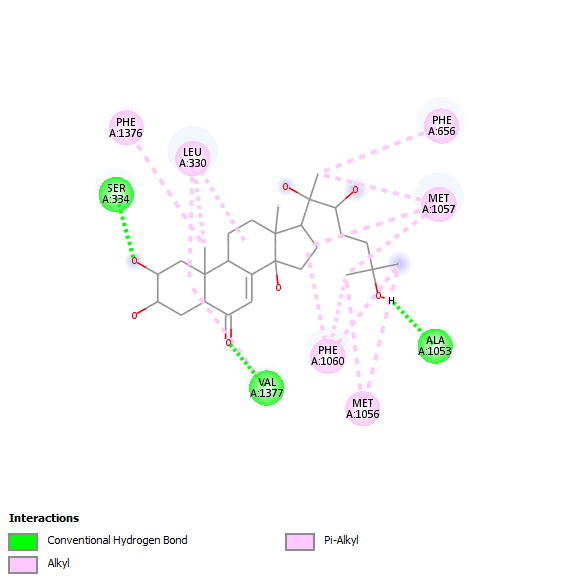 PHE
A:1376
PHE
A:656
LEU
A:330
SER
A:334
MET
A:1057
O
O
O
O
O
O
H
O
ALA
A:1053
PHE
A:1060
VAL
A:1377
MET
A:1056
Interactions
Conventional Hydrogen Bond
Pi-Alkyl
Alkyl